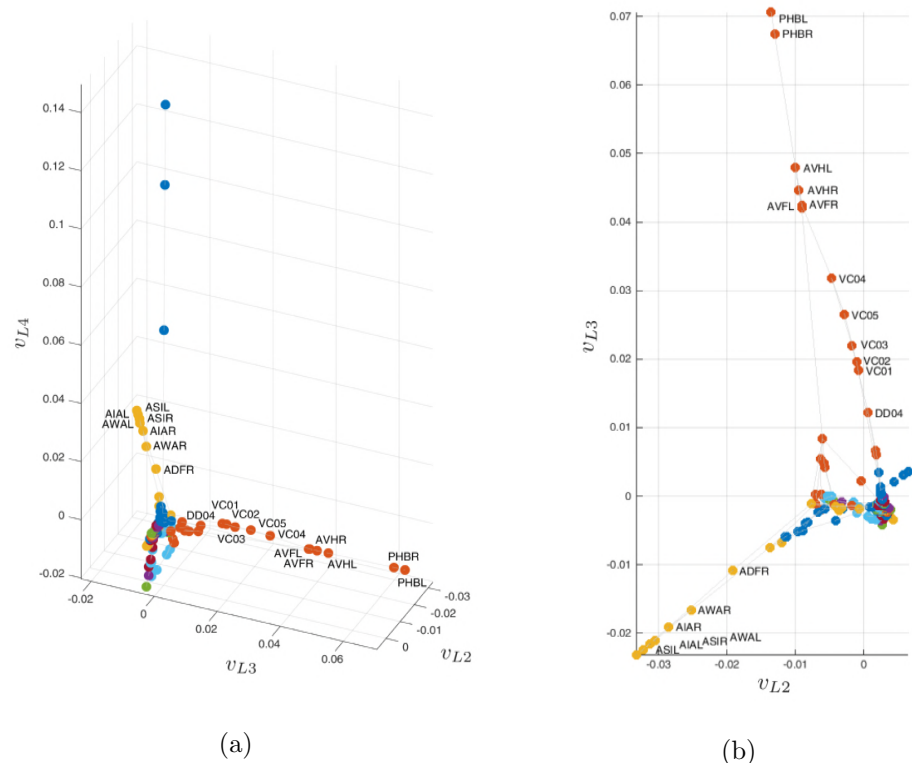 0.14
0.12
0.1
0.08
0.06
0.04
0.02
0
-0.02
v_{L4}
AIAL
ASIL
AWAL
ASIR
AIAR
AWAR
ADFR
DD04
VC01
VC02
VC03
VC05
VC04
AVFL
AVHR
AVFR
AVHL
PHBR
PHBL
-0.02
0
0.02
0.04
0.06
v_{L3}
-0.03
-0.02
-0.01
0
v_{L2}
(a)
0.07
0.06
0.05
0.04
0.03
0.02
0.01
0
-0.01
-0.02
v_{L3}
PHBL
PHBR
AVHL
AVHR
AVFL AVFR
VC04
VC05
VC03
VC02
VC01
DD04
ADFR
AWAR
AIAR
ASIL AIAL ASIR AWAL
-0.03
-0.02
-0.01
0
v_{L2}
(b)